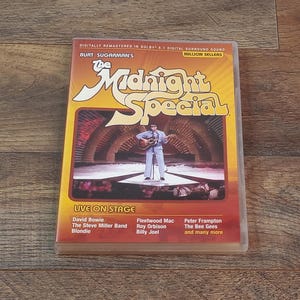 DIGITALLY REMASTERED IN DOLBY 5.1 DIGITAL SURROUND SOUND
BURT SUGARMAN'S
MILLION SELLERS
The
Midnight
Special
LIVE ON STAGE
David Bowie
The Steve Miller Band
Blondie
Fleetwood Mac
Roy Orbison
Billy Joel
Peter Frampton
The Bee Gees
and many more